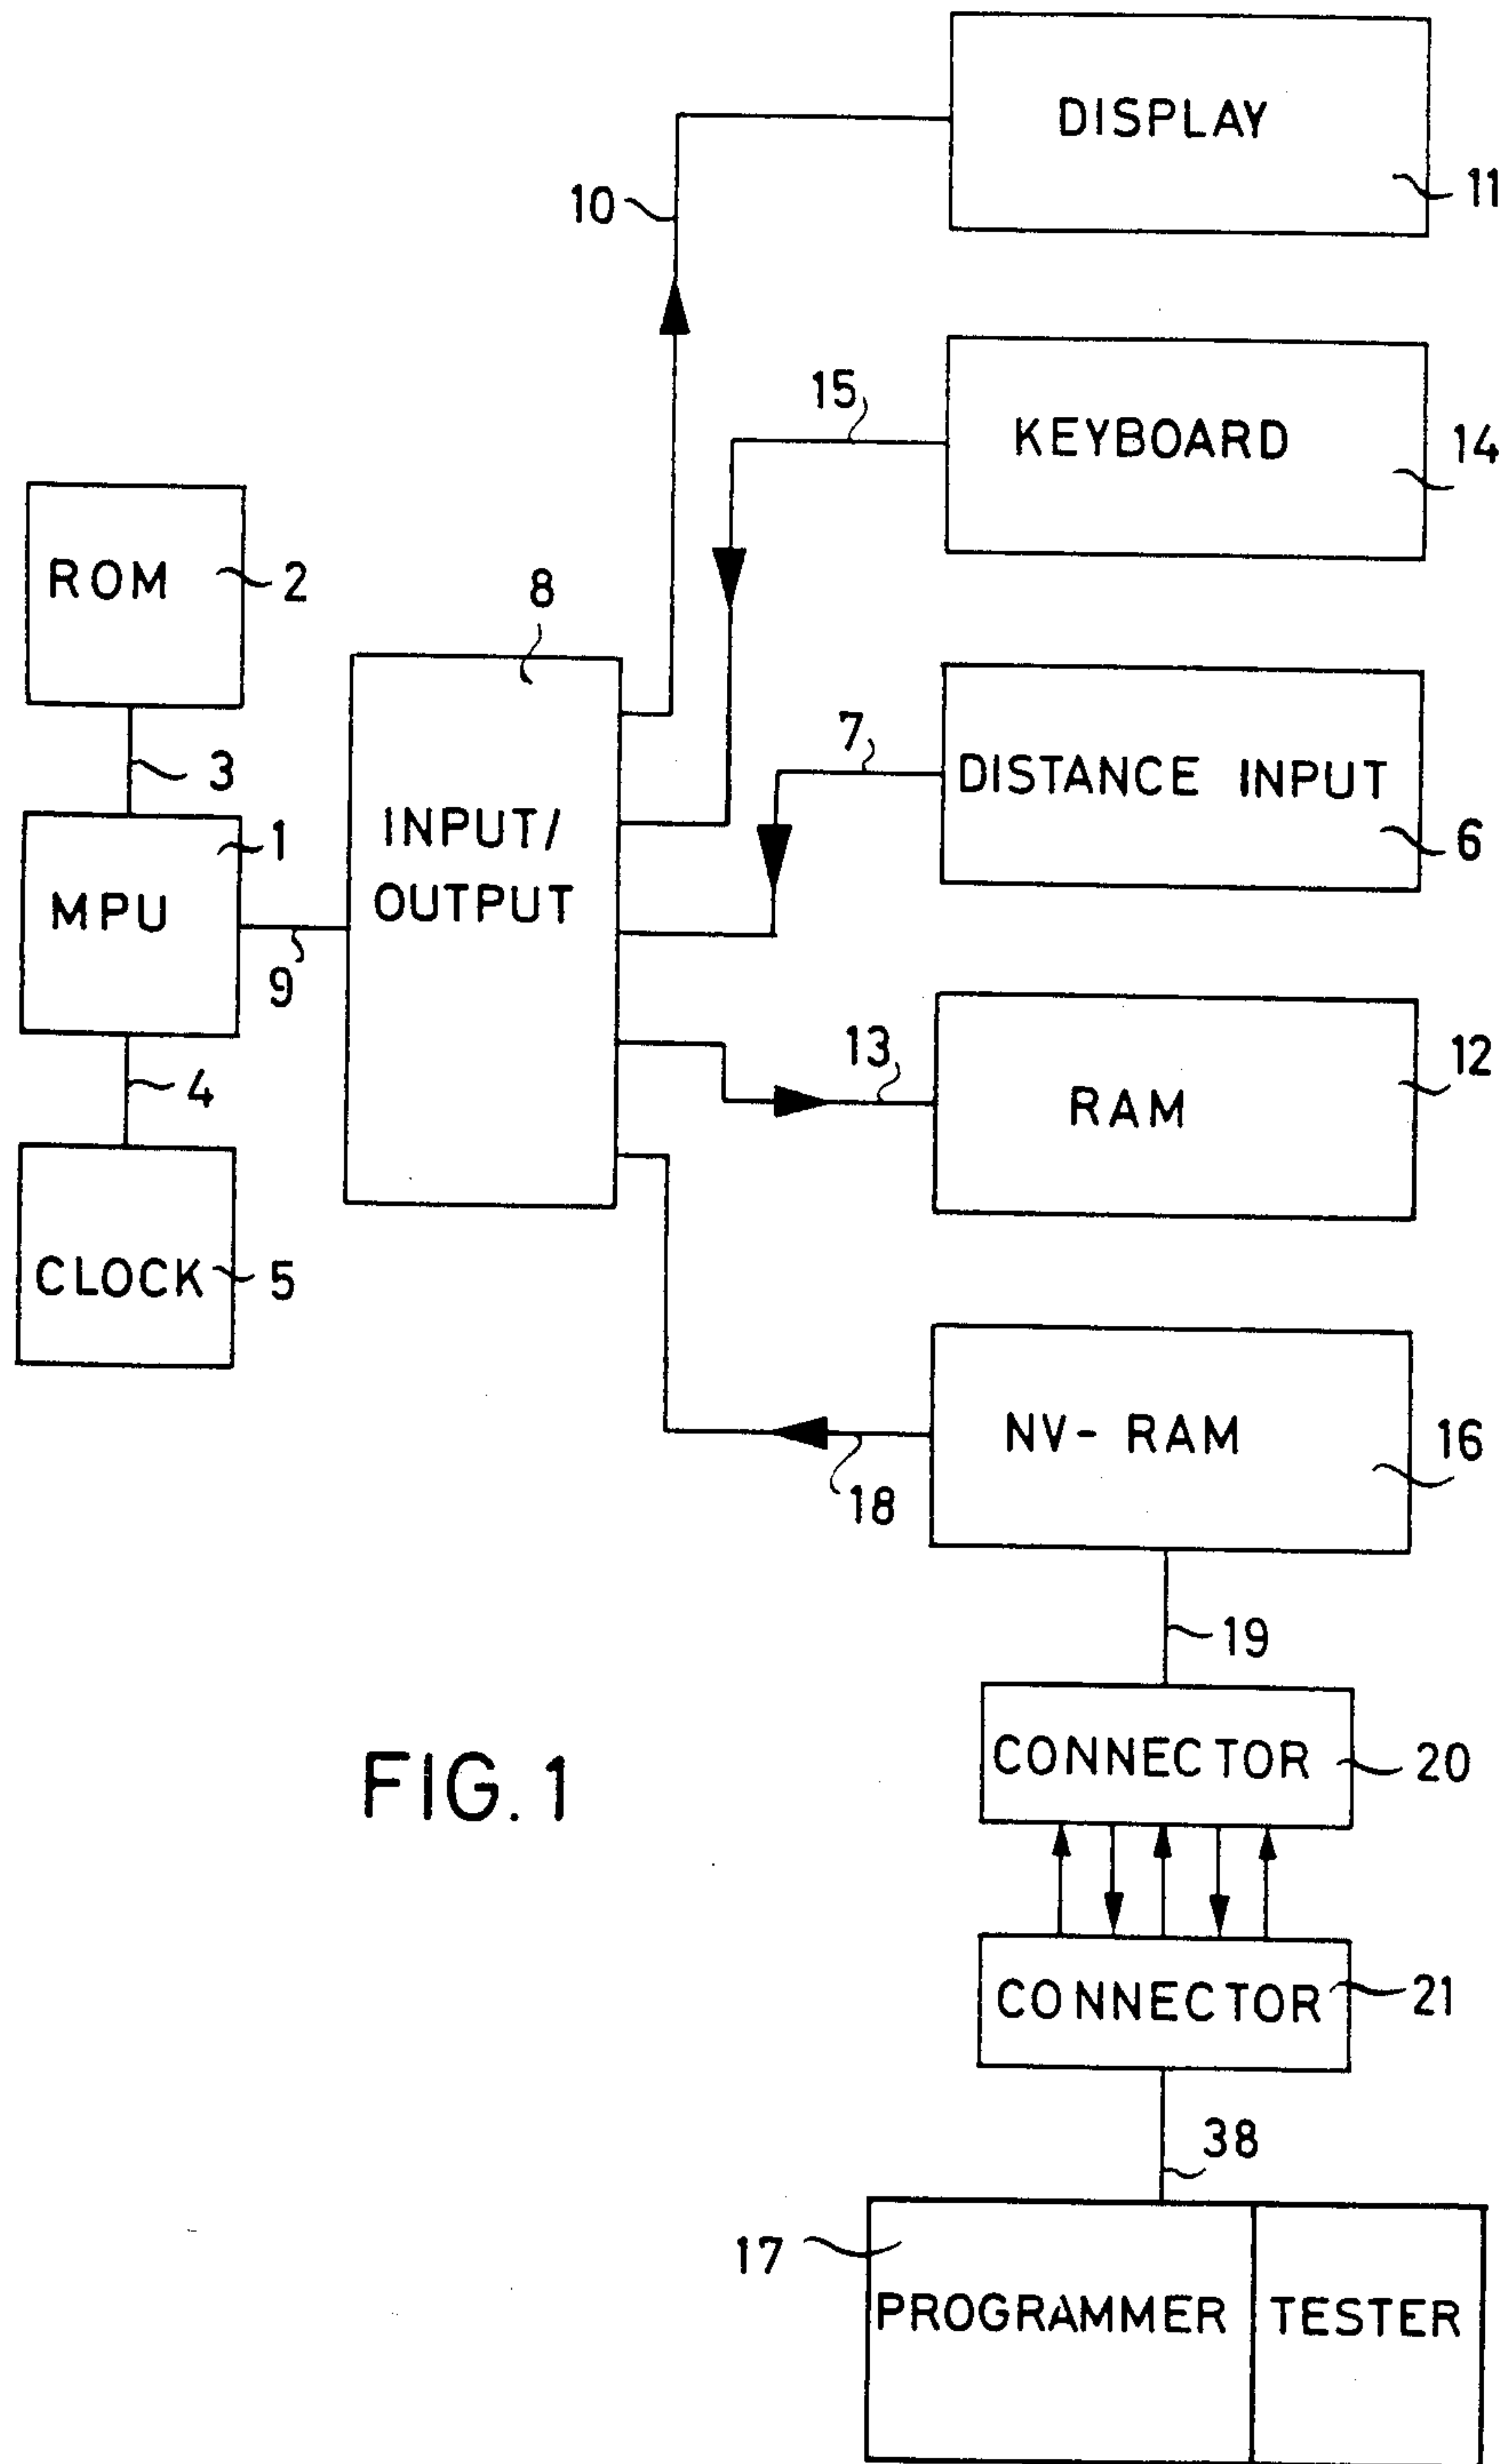 DISPLAY
11
10
15
KEYBOARD
14
ROM
2
8
3
7
DISTANCE INPUT
6
INPUT/
OUTPUT
1
MPU
9
13
12
RAM
4
CLOCK
5
NV- RAM
16
18
19
CONNECTOR
20
FIG. 1
CONNECTOR
21
38
17
PROGRAMMER
TESTER